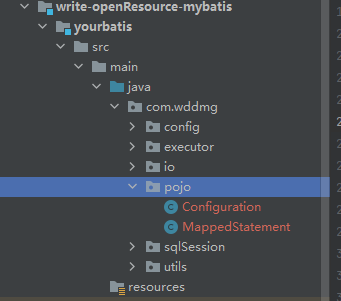 write-openResource-mybatis
yourbatis
src
main
java
com.wddmg
config
executor
io
pojo
Configuration
MappedStatement
sqlSession
utils
resources